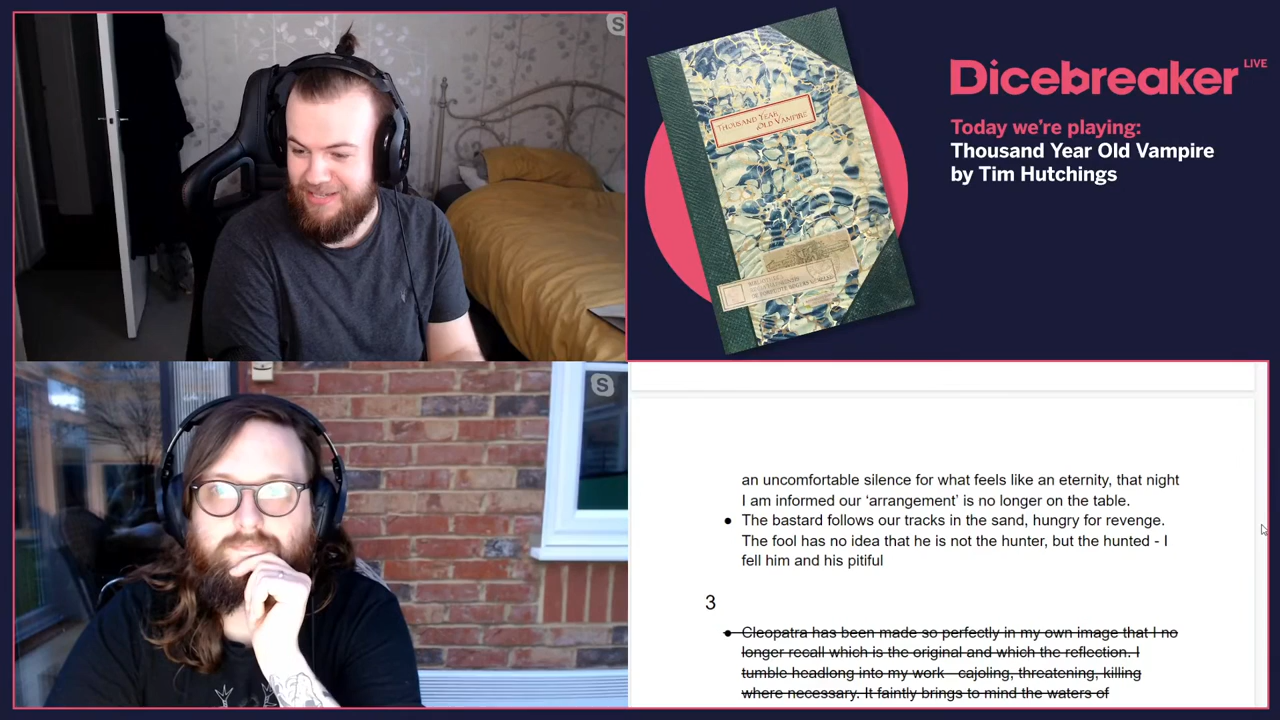 Dicebreaker LIVE
Today we're playing:
Thousand Year Old Vampire
by Tim Hutchings
THOUSAND YEAR
OLD VAMPIRE
S
S
an uncomfortable silence for what feels like an eternity, that night
I am informed our ‘arrangement’ is no longer on the table.
● The bastard follows our tracks in the sand, hungry for revenge.
The fool has no idea that he is not the hunter, but the hunted - I
fell him and his pitiful
3
● Cleopatra has been made so perfectly in my own image that I no
longer recall which is the original and which the reflection. I
tumble headlong into my work - cajoling, threatening, killing
where necessary. It faintly brings to mind the waters of